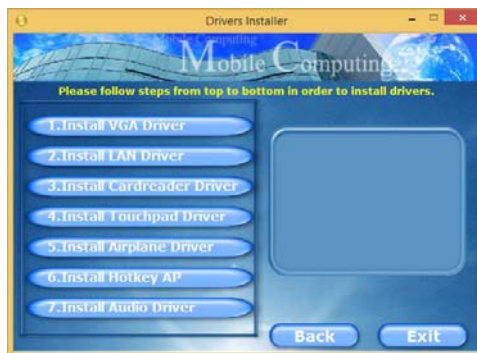 Drivers Installer
Mobile Computing
Mobile Computing
Please follow steps from top to bottom in order to install drivers.
1.Install VGA Driver
2.Install LAN Driver
3.Install Cardreader Driver
4.Install Touchpad Driver
5.Install Airplane Driver
6.Install Hotkey AP
7.Install Audio Driver
Back
Exit